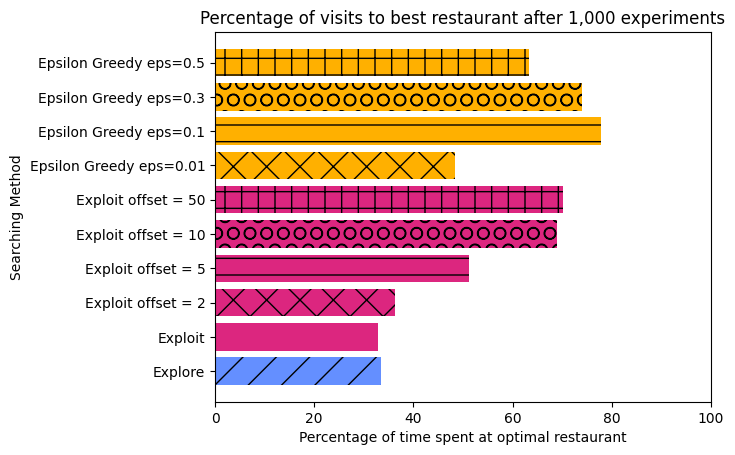 Percentage of visits to best restaurant after 1,000 experiments
Searching Method
Epsilon Greedy eps=0.5
Epsilon Greedy eps=0.3
Epsilon Greedy eps=0.1
Epsilon Greedy eps=0.01
Exploit offset = 50
Exploit offset = 10
Exploit offset = 5
Exploit offset = 2
Exploit
Explore
0 20 40 60 80 100
Percentage of time spent at optimal restaurant